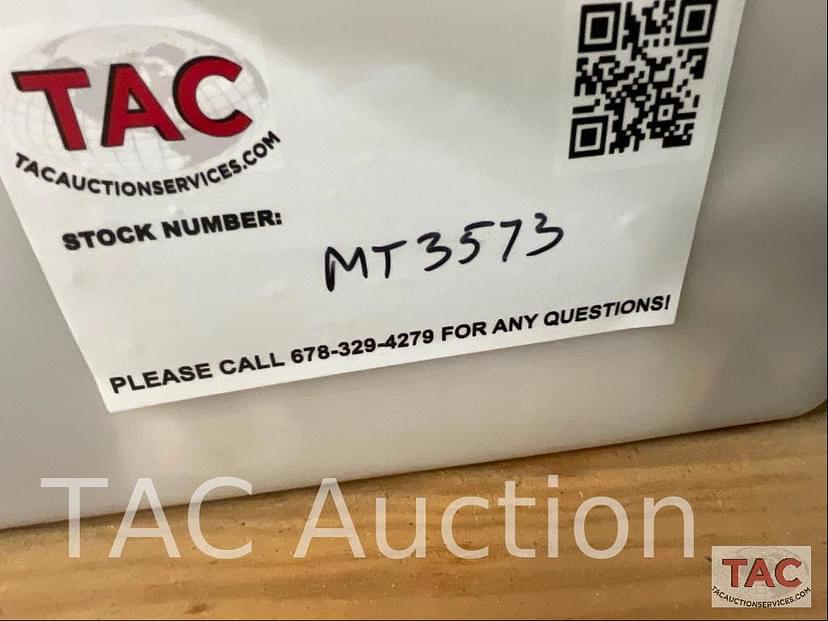 TAC
TACAUCTIONSERVICES.COM
STOCK NUMBER:
MT3573
PLEASE CALL 678-329-4279 FOR ANY QUESTIONS!
TAC Auction
TAC
TACAUCTIONSERVICES.COM